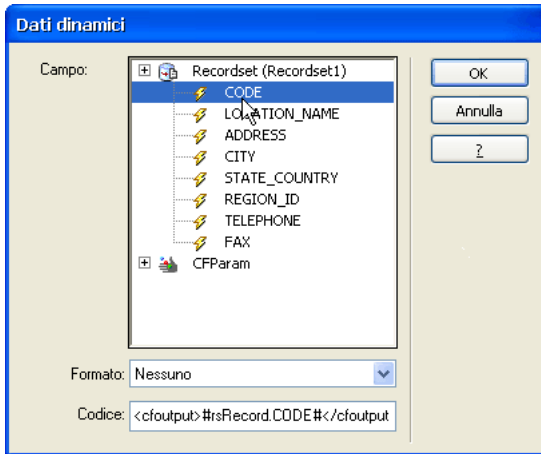 Dati dinamici
Campo:
Recordset (Recordset1)
CODE
LOCATION_NAME
ADDRESS
CITY
STATE_COUNTRY
REGION_ID
TELEPHONE
FAX
CFParam
OK
Annulla
?
Formato: Nessuno
Codice: <cfoutput>#rsRecord.CODE#</cfoutput